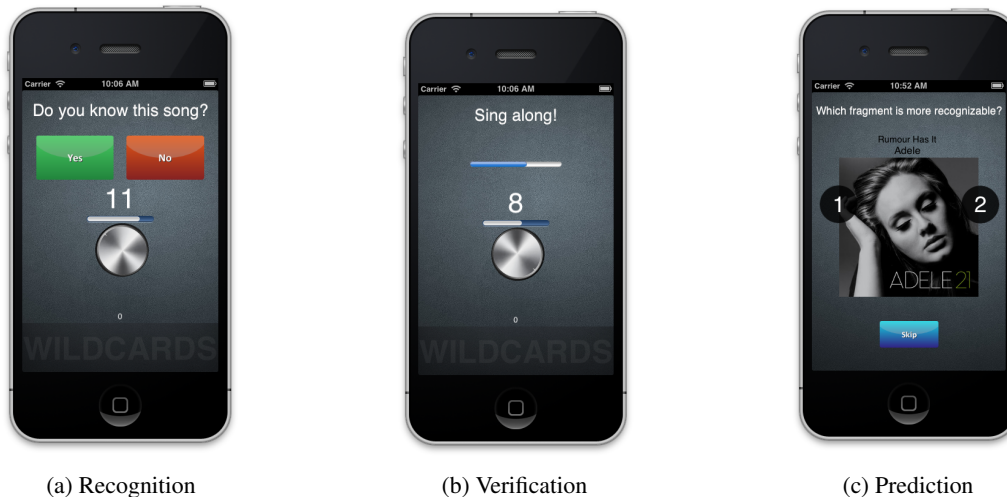 Carrier 10:06 AM
Do you know this song?
Yes No
11
0
WILDCARDS
(a) Recognition
Carrier 10:06 AM
Sing along!
8
0
WILDCARDS
(b) Verification
Carrier 10:52 AM
Which fragment is more recognizable?
Rumour Has It
Adele
1 2
ADELE 21
Skip
(c) Prediction